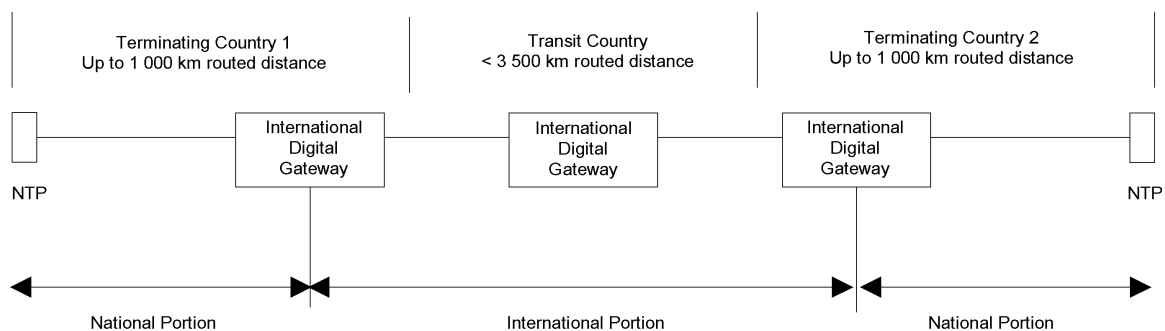 Terminating Country 1
Up to 1 000 km routed distance
Transit Country
< 3 500 km routed distance
Terminating Country 2
Up to 1 000 km routed distance
International
Digital
Gateway
International
Digital
Gateway
International
Digital
Gateway
NTP
NTP
National Portion
International Portion
National Portion